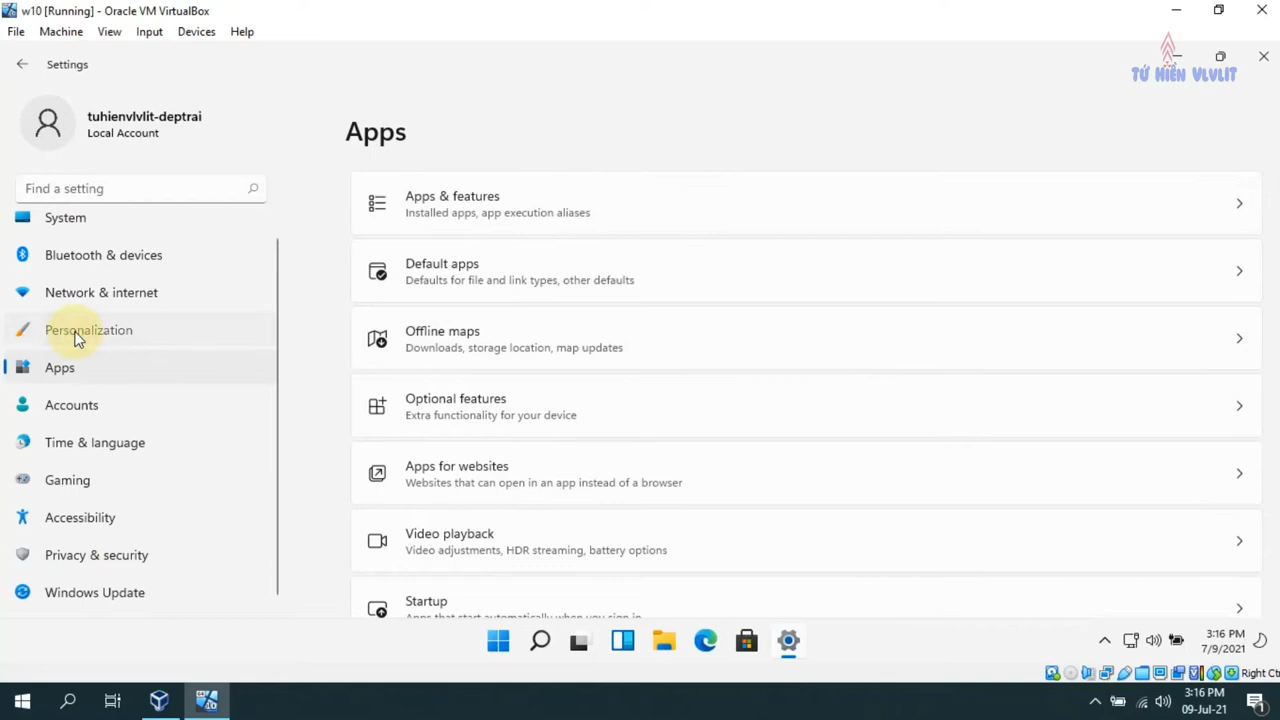 w10 [Running] - Oracle VM VirtualBox
File Machine View Input Devices Help
Settings
TỨ HIỀN VLVLIT
tuhienvlvlit-deptrai
Local Account
Find a setting
System
Bluetooth & devices
Network & internet
Personalization
Apps
Accounts
Time & language
Gaming
Accessibility
Privacy & security
Windows Update
Apps
Apps & features
Installed apps, app execution aliases
Default apps
Defaults for file and link types, other defaults
Offline maps
Downloads, storage location, map updates
Optional features
Extra functionality for your device
Apps for websites
Websites that can open in an app instead of a browser
Video playback
Video adjustments, HDR streaming, battery options
Startup
Apps that start automatically when you sign in
3:16 PM
7/9/2021
Right Ctr
3:16 PM
09-Jul-21
1